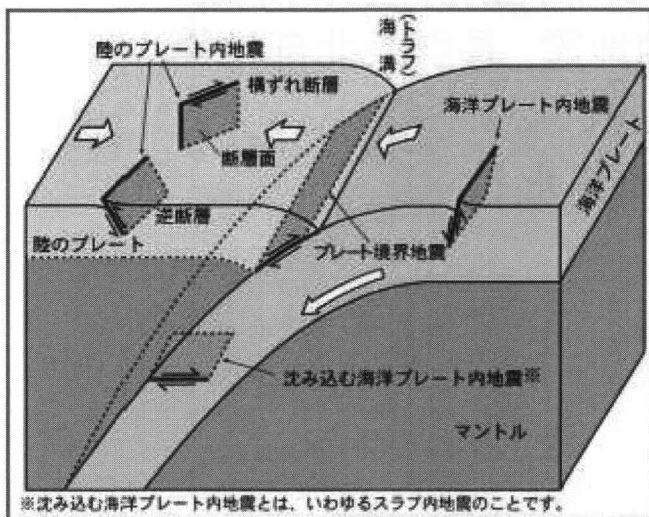 海溝
(トラフ)
陸のプレート内地震
横ずれ断層
断層面
逆断層
陸のプレート
海洋プレート内地震
海洋プレート
プレート境界地震
沈み込む海洋プレート内地震※
マントル
※沈み込む海洋プレート内地震とは、いわゆるスラブ内地震のことです。